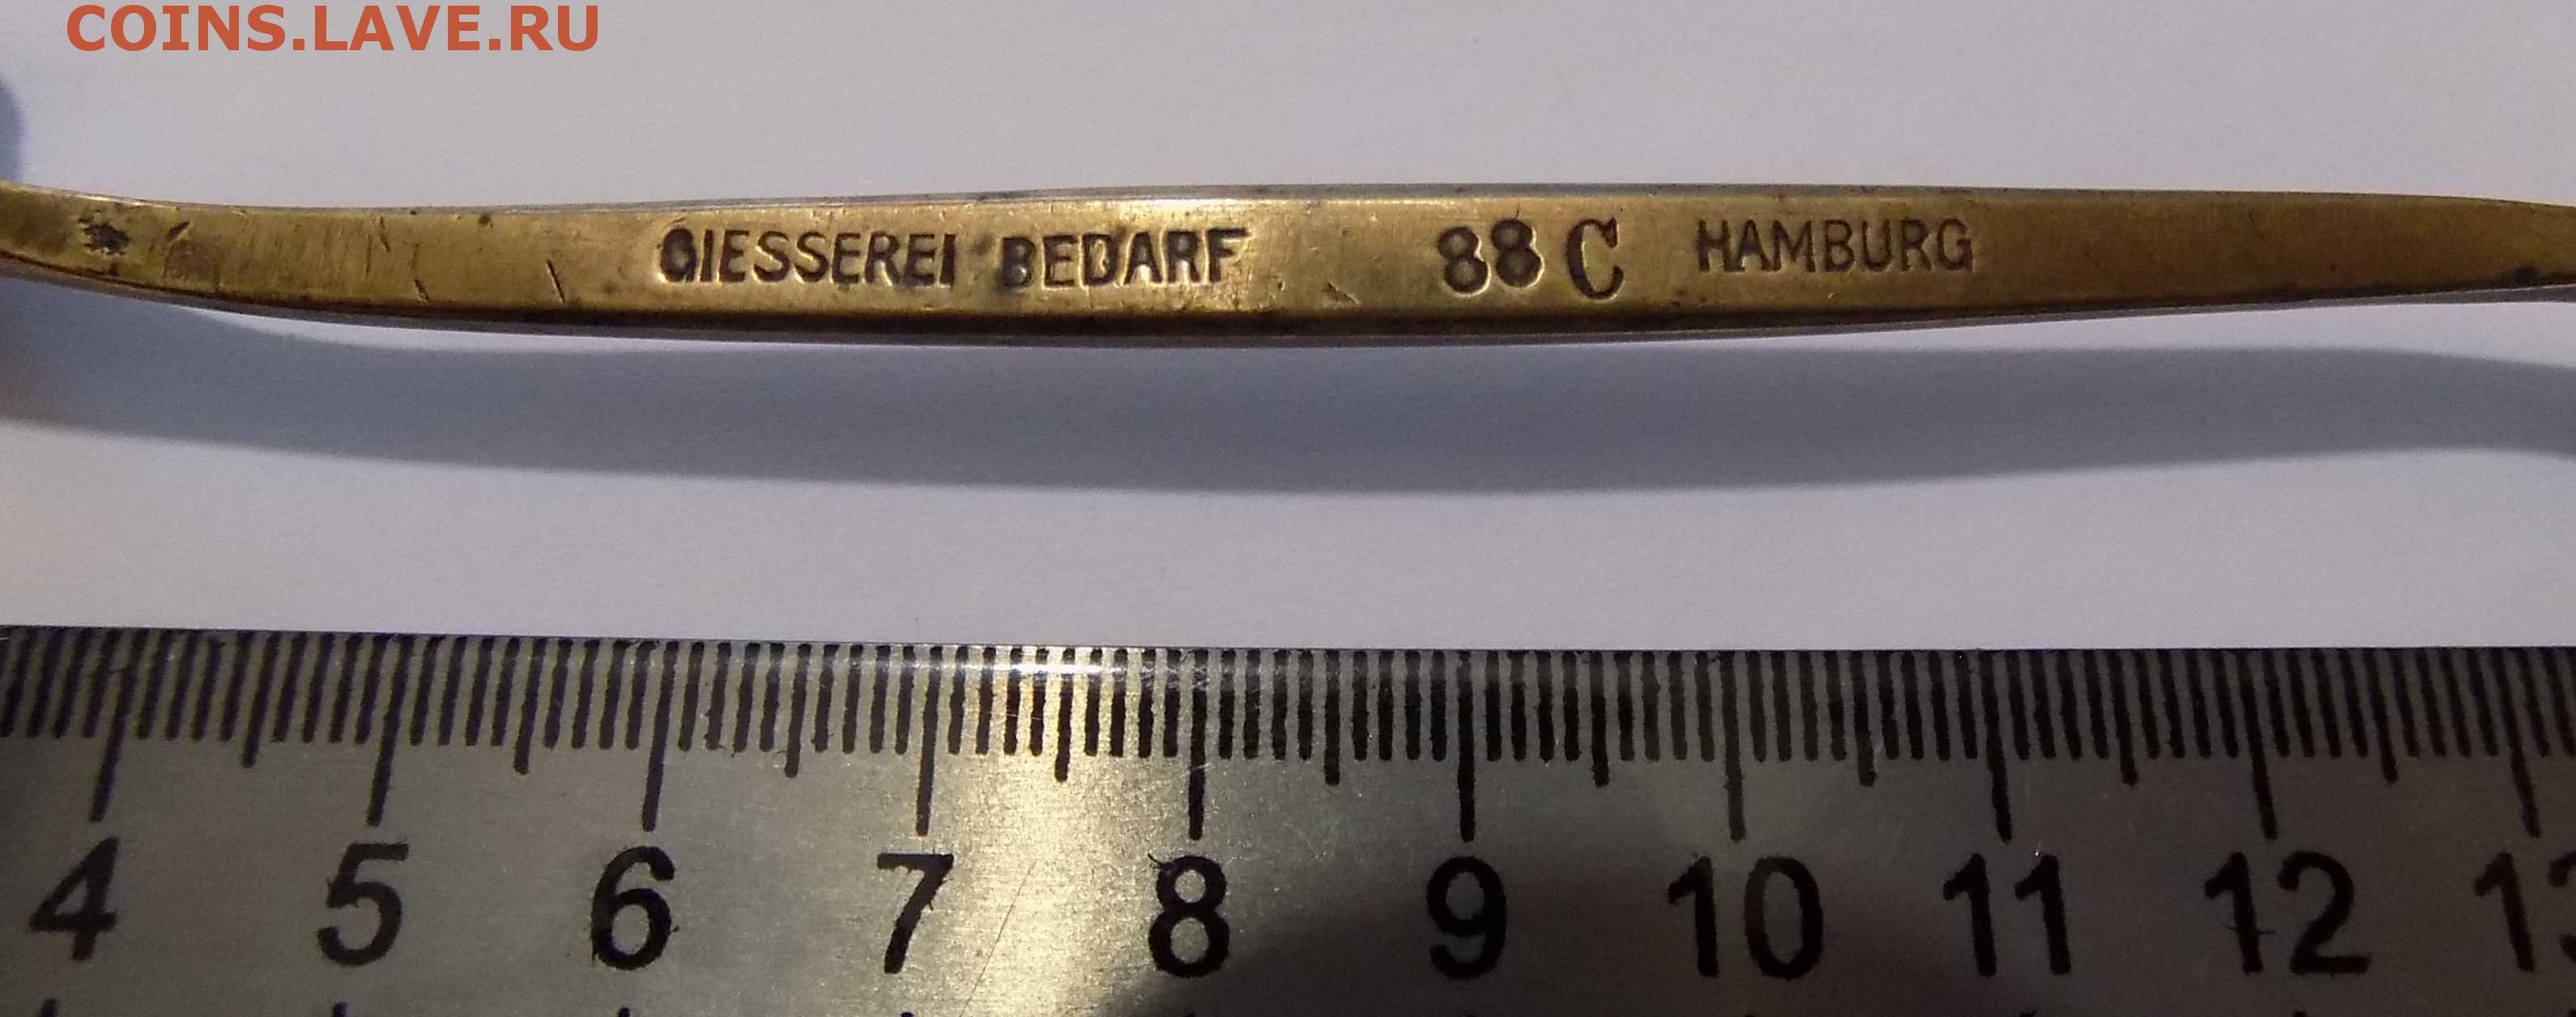 COINS.LAVE.RU
GIESSEREI BEDARF 88 C HAMBURG
4 5 6 7 8 9 10 11 12